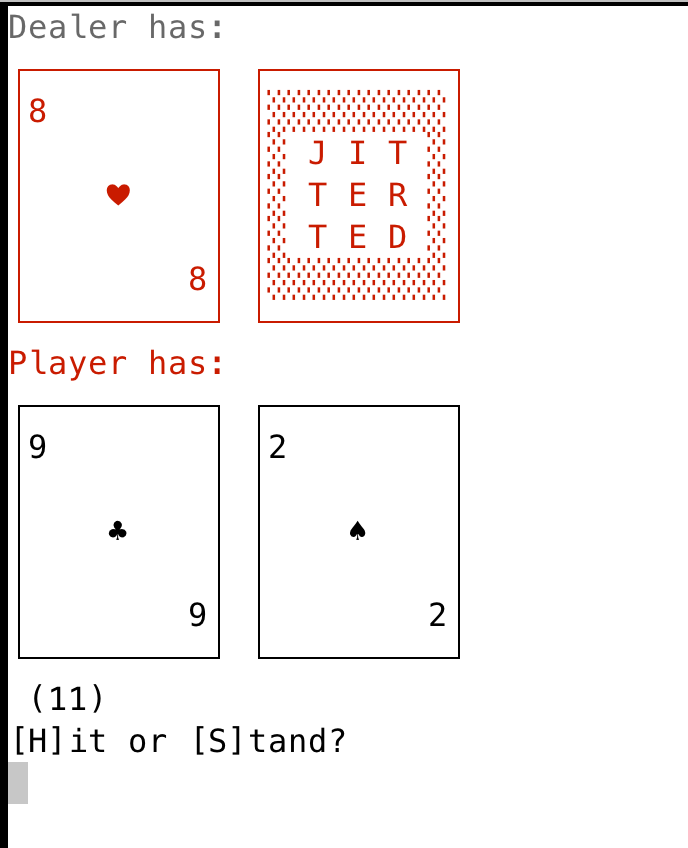 Dealer has:
8
♥
8
J I T
T E R
T E D
Player has:
9 2
♣ ♠
9 2
(11)
[H]it or [S]tand?